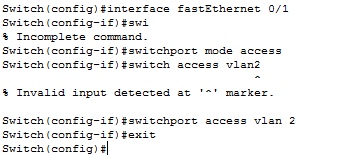 Switch(config)#interface fastEthernet 0/1
Switch(config-if)#swi
% Incomplete command.
Switch(config-if)#switchport mode access
Switch(config-if)#switch access vlan2
^
% Invalid input detected at '^' marker.
Switch(config-if)#switchport access vlan 2
Switch(config-if)#exit
Switch(config)#